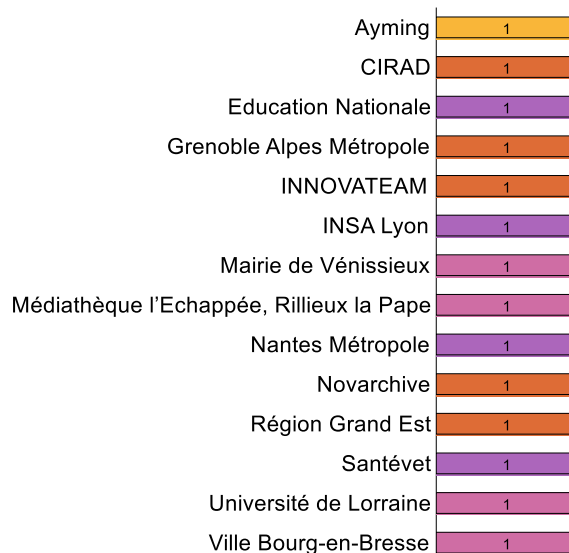 Ayming 1
CIRAD 1
Education Nationale 1
Grenoble Alpes Métropole 1
INNOVATEAM 1
INSA Lyon 1
Mairie de Vénissieux 1
Médiathèque l’Echappée, Rillieux la Pape 1
Nantes Métropole 1
Novarchive 1
Région Grand Est 1
Santévet 1
Université de Lorraine 1
Ville Bourg-en-Bresse 1